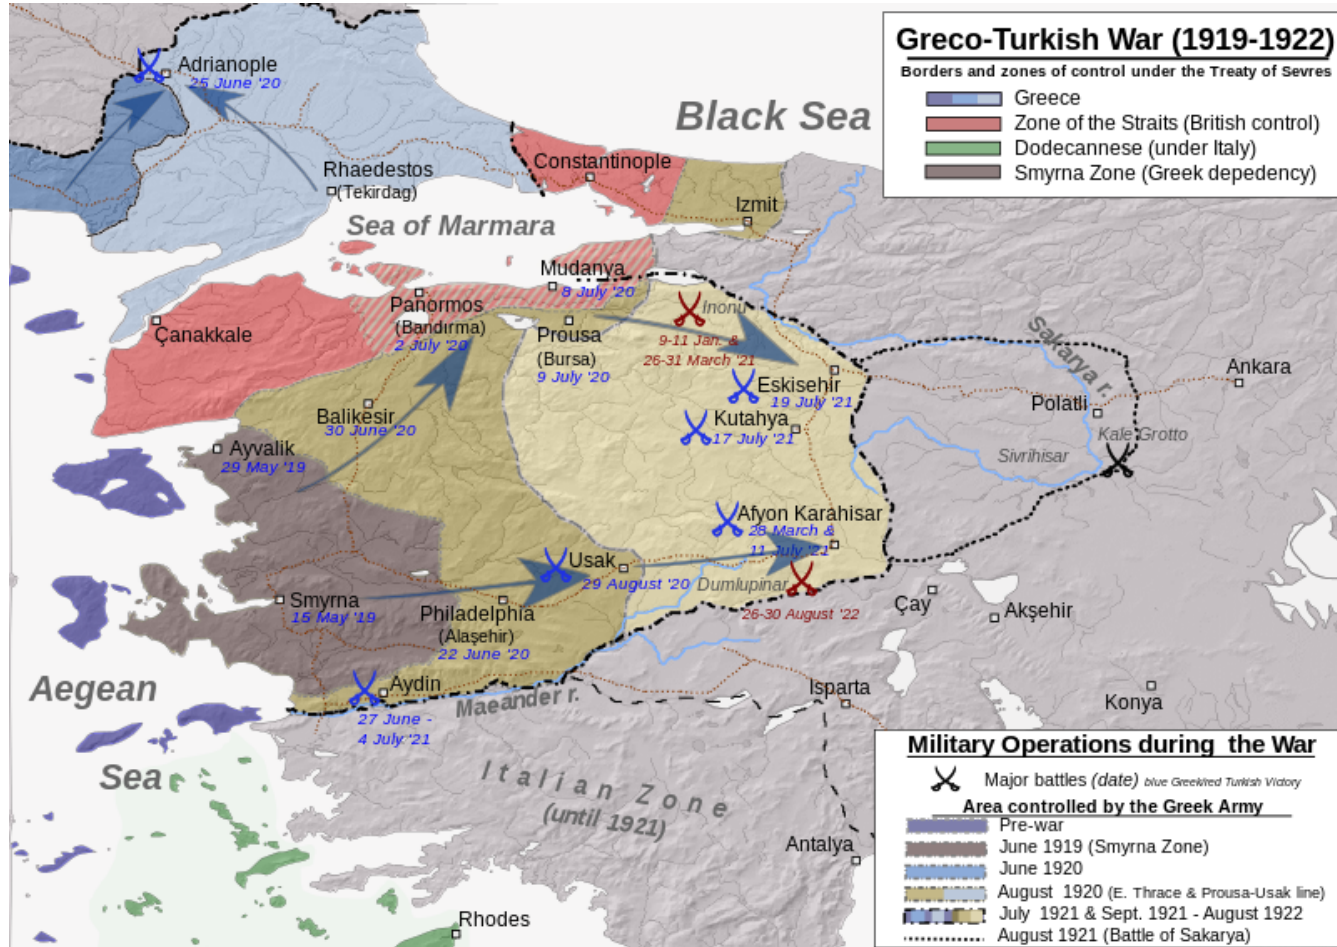 Greco-Turkish War (1919-1922)
Borders and zones of control under the Treaty of Sevres
Greece
Zone of the Straits (British control)
Dodecannese (under Italy)
Smyrna Zone (Greek depedency)
Black Sea
Adrianople
25 June '20
Rhaedestos
(Tekirdag)
Constantinople
Izmit
Sea of Marmara
Mudanya
8 July '20
Panormos
(Bandırma)
2 July '20
Çanakkale
Prousa
(Bursa)
9 July '20
Inonu
9-11 Jan. &
26-31 March '21
Sakarya r.
Ankara
Eskisehir
19 July '21
Polatli
Kutahya
17 July '21
Kale Grotto
Sivrihisar
Balikesir
30 June '20
Ayvalik
29 May '19
Afyon Karahisar
28 March &
11 July '21
Usak
29 August '20
Dumlupinar
26-30 August '22
Smyrna
15 May '19
Philadelphia
(Alaşehir)
22 June '20
Çay
Akşehir
Aydin
27 June -
4 July '21
Maeander r.
Isparta
Konya
Aegean
Sea
Italian Zone
(until 1921)
Antalya
Rhodes
Military Operations during the War
Major battles (date) blue Greek/red Turkish Victory
Area controlled by the Greek Army
Pre-war
June 1919 (Smyrna Zone)
June 1920
August 1920 (E. Thrace & Prousa-Usak line)
July 1921 & Sept. 1921 - August 1922
August 1921 (Battle of Sakarya)